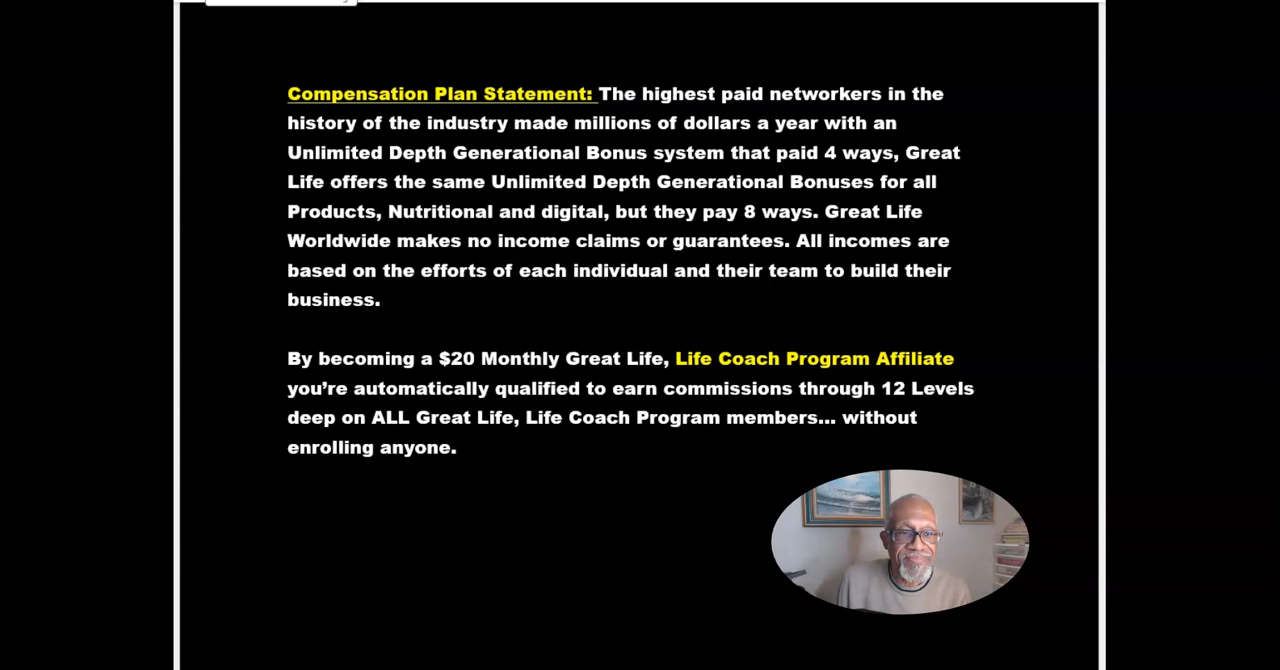 Compensation Plan Statement: The highest paid networkers in the
history of the industry made millions of dollars a year with an
Unlimited Depth Generational Bonus system that paid 4 ways, Great
Life offers the same Unlimited Depth Generational Bonuses for all
Products, Nutritional and digital, but they pay 8 ways. Great Life
Worldwide makes no income claims or guarantees. All incomes are
based on the efforts of each individual and their team to build their
business.
By becoming a $20 Monthly Great Life, Life Coach Program Affiliate
you’re automatically qualified to earn commissions through 12 Levels
deep on ALL Great Life, Life Coach Program members... without
enrolling anyone.